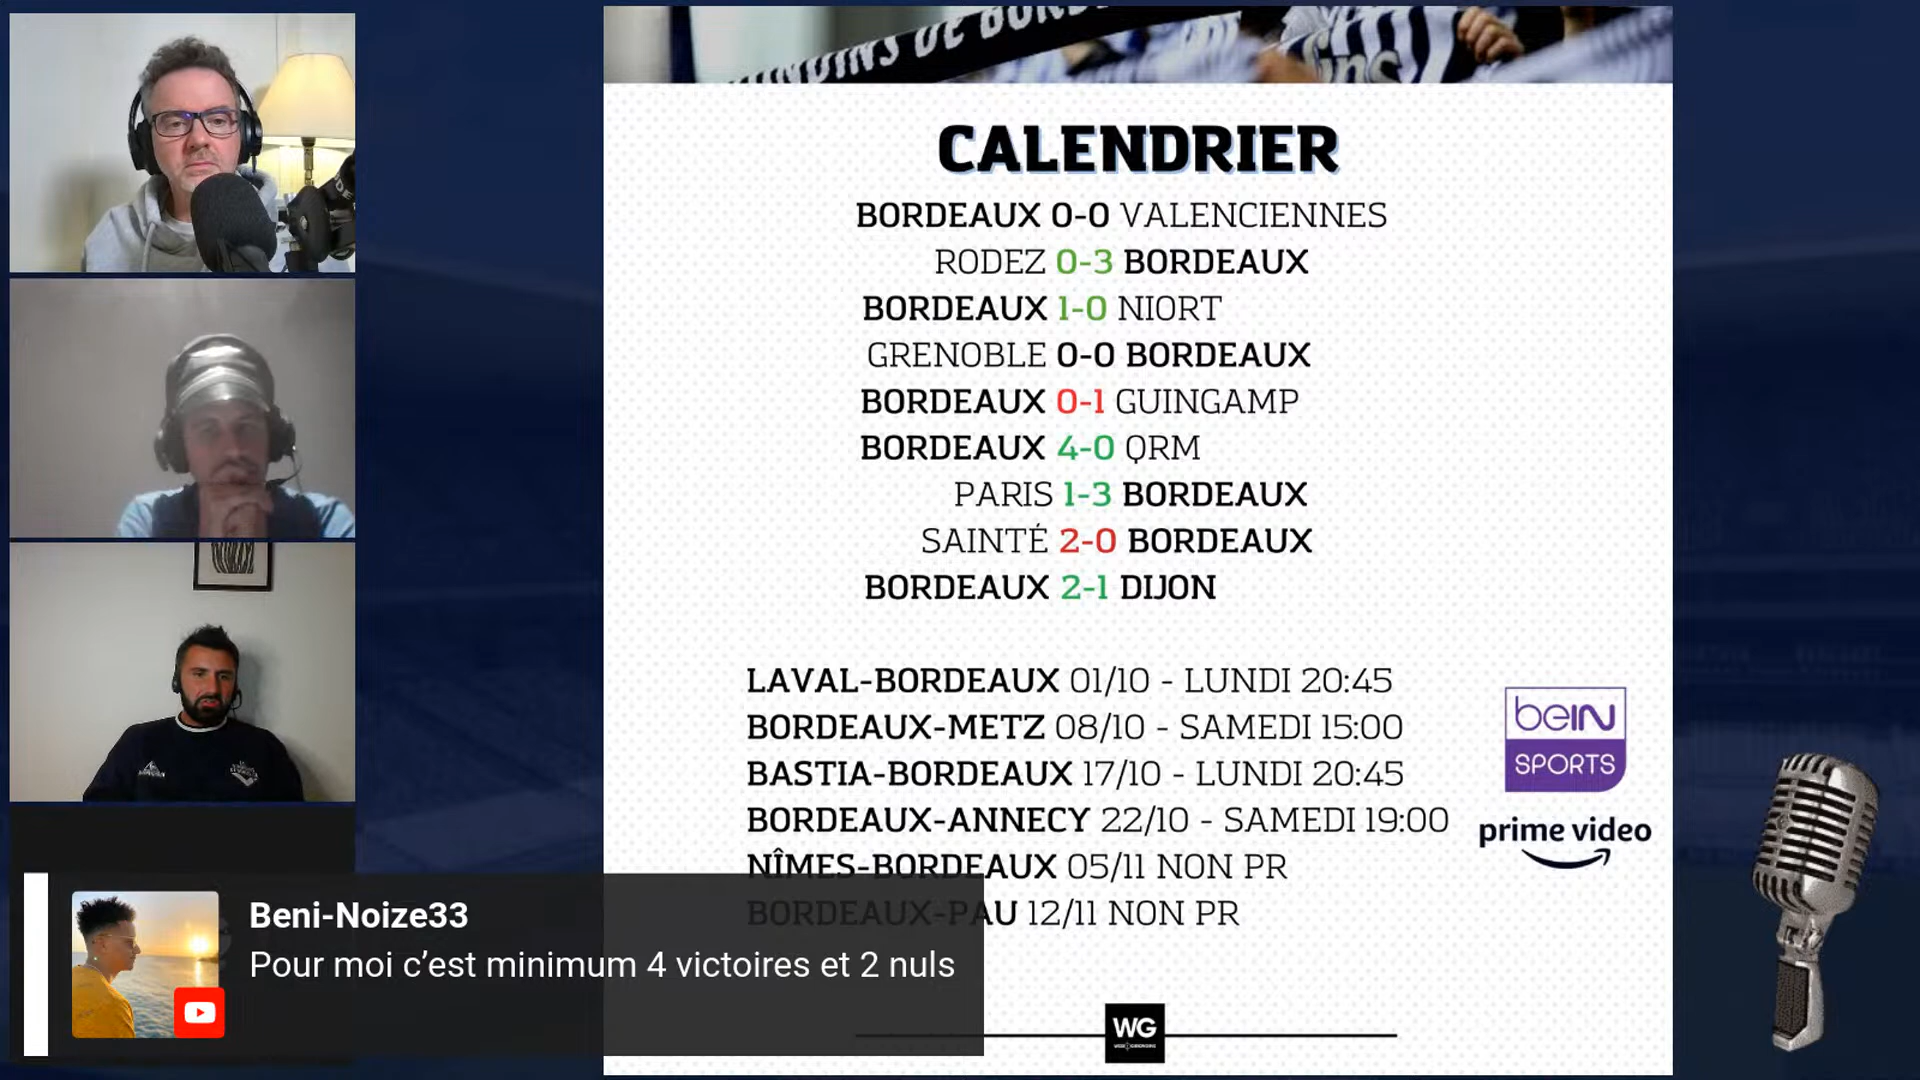 CALENDRIER
BORDEAUX 0-0 VALENCIENNES
RODEZ 0-3 BORDEAUX
BORDEAUX 1-0 NIORT
GRENOBLE 0-0 BORDEAUX
BORDEAUX 0-1 GUINGAMP
BORDEAUX 4-0 QRM
PARIS 1-3 BORDEAUX
SAINTÉ 2-0 BORDEAUX
BORDEAUX 2-1 DIJON
LAVAL-BORDEAUX 01/10 - LUNDI 20:45
BORDEAUX-METZ 08/10 - SAMEDI 15:00
BASTIA-BORDEAUX 17/10 - LUNDI 20:45
BORDEAUX-ANNECY 22/10 - SAMEDI 19:00
NÎMES-BORDEAUX 05/11 NON PR
BORDEAUX-PAU 12/11 NON PR
beIN
SPORTS
prime video
Beni-Noize33
Pour moi c’est minimum 4 victoires et 2 nuls
WG